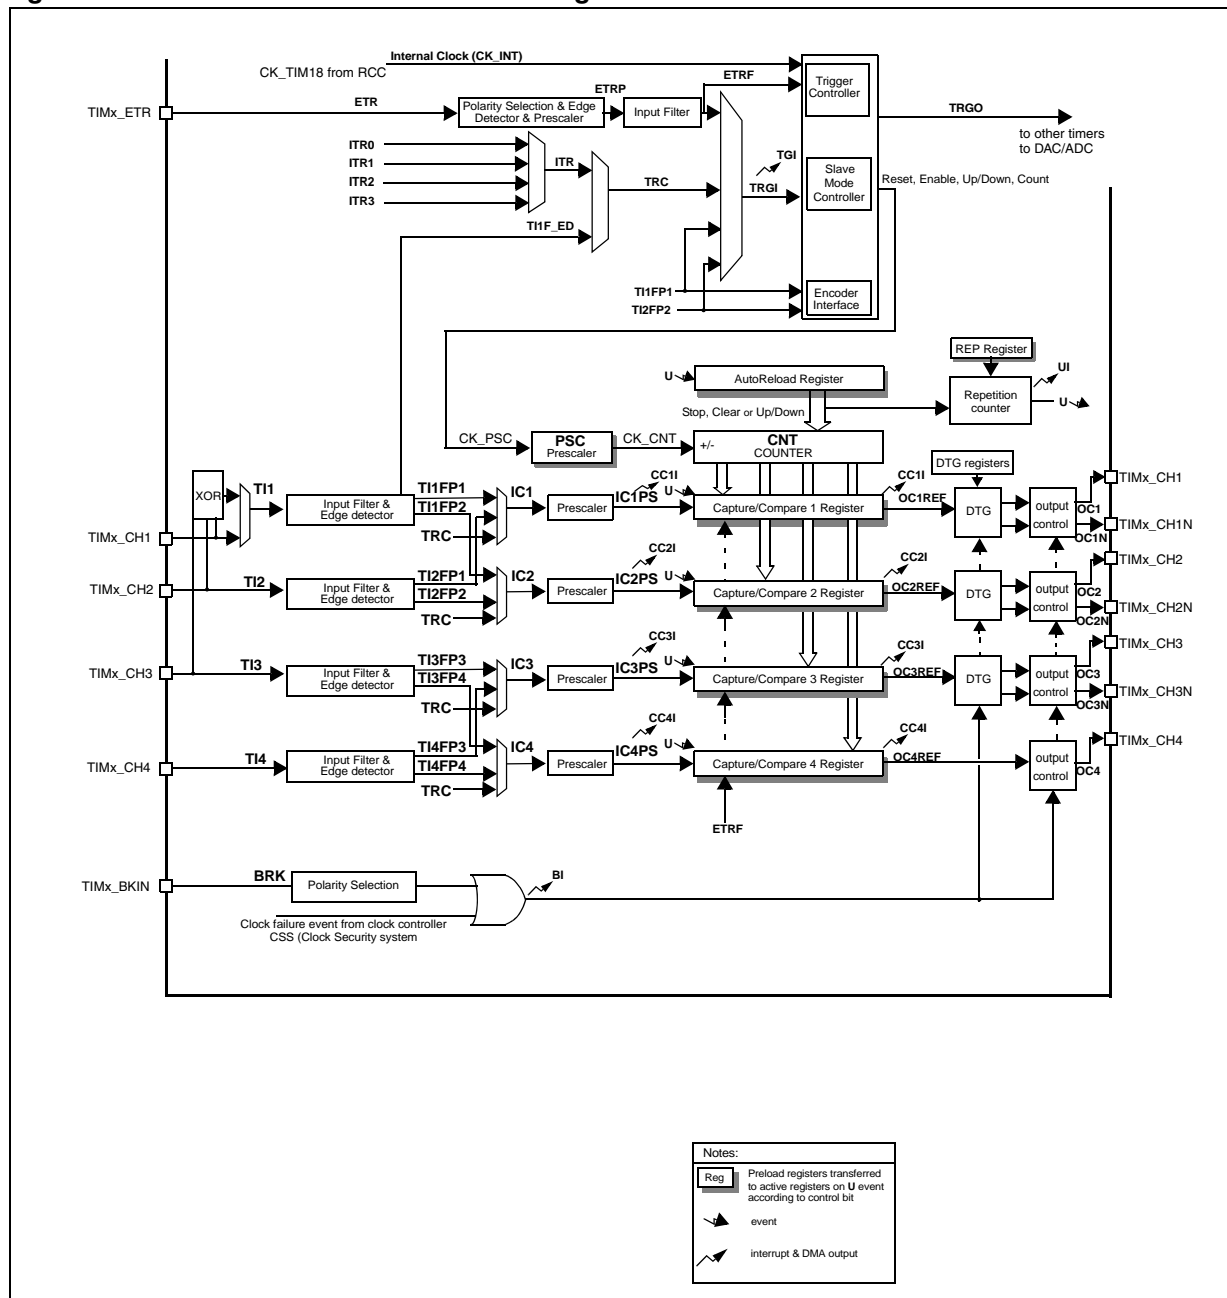 Internal Clock (CK_INT)
CK_TIM18 from RCC
ETRF
Trigger
Controller
ETRP
TIMx_ETR
ETR
Polarity Selection & Edge
Detector & Prescaler
Input Filter
TRGO
to other timers
to DAC/ADC
ITR0
ITR1
ITR2
ITR3
ITR
TRC
TGI
TRGI
Slave
Mode
Controller
Reset, Enable, Up/Down, Count
TI1F_ED
TI1FP1
TI2FP2
Encoder
Interface
REP Register
U
AutoReload Register
UI
Repetition
counter
U
Stop, Clear or Up/Down
CK_PSC
PSC
Prescaler
CK_CNT
+/-
CNT
COUNTER
DTG registers
XOR
TI1
Input Filter &
Edge detector
TI1FP1
TI1FP2
TRC
IC1
Prescaler
CC1I
IC1PS
U
Capture/Compare 1 Register
CC1I
OC1REF
DTG
output
control
OC1
OC1N
TIMx_CH1
TIMx_CH1N
TIMx_CH1
TIMx_CH2
TI2
Input Filter &
Edge detector
TI2FP1
TI2FP2
TRC
IC2
Prescaler
CC2I
IC2PS
U
Capture/Compare 2 Register
CC2I
OC2REF
DTG
output
control
OC2
OC2N
TIMx_CH2
TIMx_CH2N
TIMx_CH3
TI3
Input Filter &
Edge detector
TI3FP3
TI3FP4
TRC
IC3
Prescaler
CC3I
IC3PS
U
Capture/Compare 3 Register
CC3I
OC3REF
DTG
output
control
OC3
OC3N
TIMx_CH3
TIMx_CH3N
TIMx_CH4
TI4
Input Filter &
Edge detector
TI4FP3
TI4FP4
TRC
IC4
Prescaler
CC4I
IC4PS
U
Capture/Compare 4 Register
CC4I
OC4REF
output
control
OC4
TIMx_CH4
ETRF
TIMx_BKIN
BRK
Polarity Selection
BI
Clock failure event from clock controller
CSS (Clock Security system
Notes:
Reg
Preload registers transferred
to active registers on U event
according to control bit
event
interrupt & DMA output